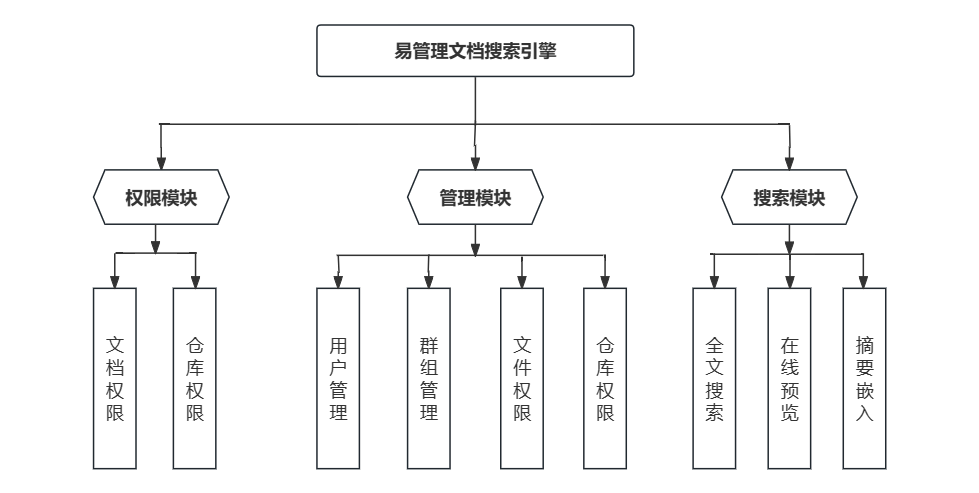 易管理文档搜索引擎
权限模块
管理模块
搜索模块
文档权限
仓库权限
用户管理
群组管理
文件权限
仓库权限
全文搜索
在线预览
摘要嵌入